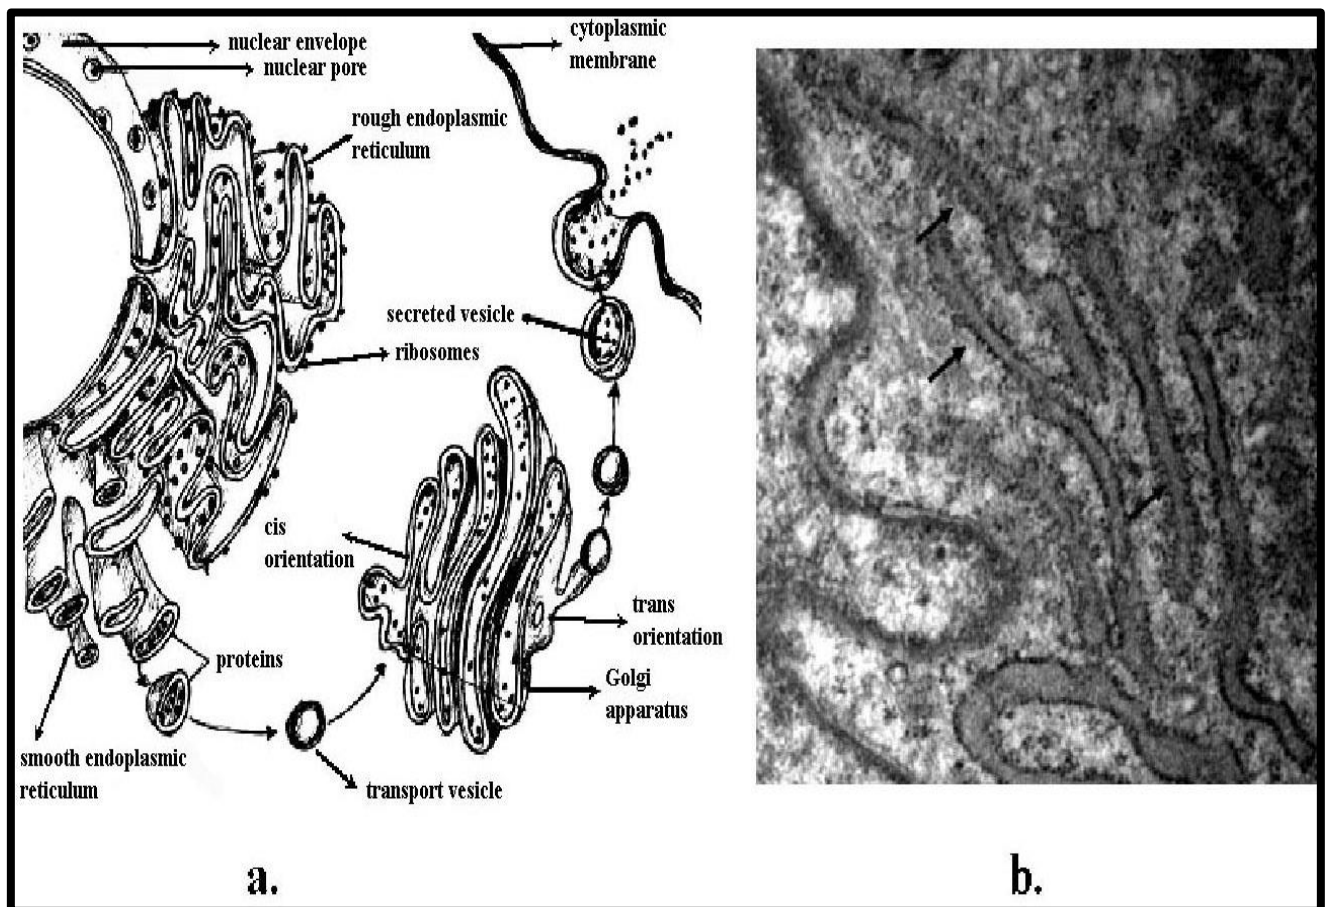 nuclear envelope
nuclear pore
cytoplasmic
membrane
rough endoplasmic
reticulum
secreted vesicle
ribosomes
cis
orientation
trans
orientation
proteins
Golgi
apparatus
smooth endoplasmic
reticulum
transport vesicle
a.
b.